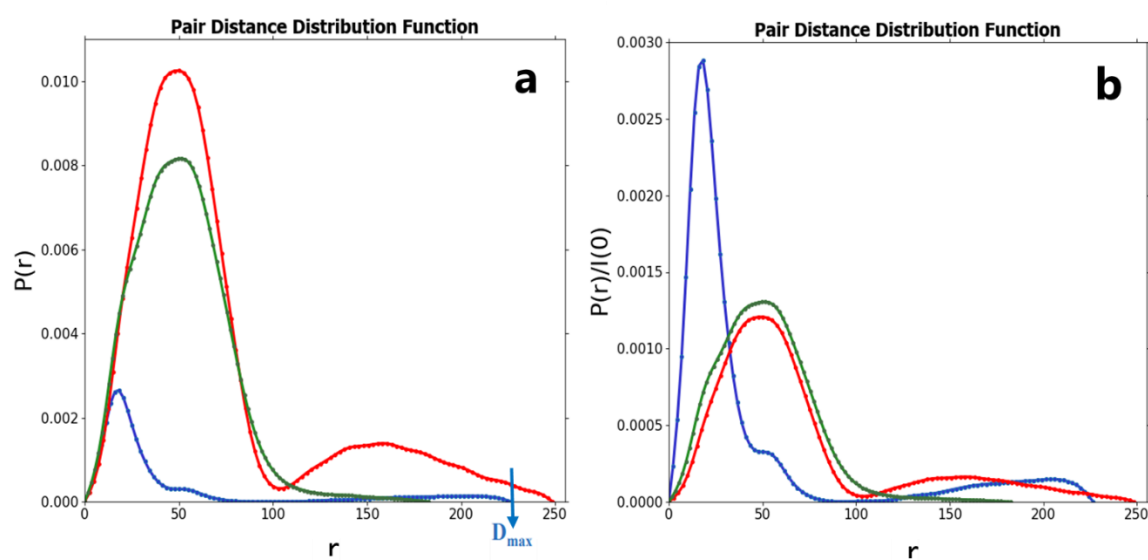 Pair Distance Distribution Function
a
0.010
0.008
0.006
0.004
0.002
0.000
P(r)
0 50 100 150 200 250
D_max
r
Pair Distance Distribution Function
b
0.0030
0.0025
0.0020
0.0015
0.0010
0.0005
0.0000
P(r)/I(0)
0 50 100 150 200 250
r